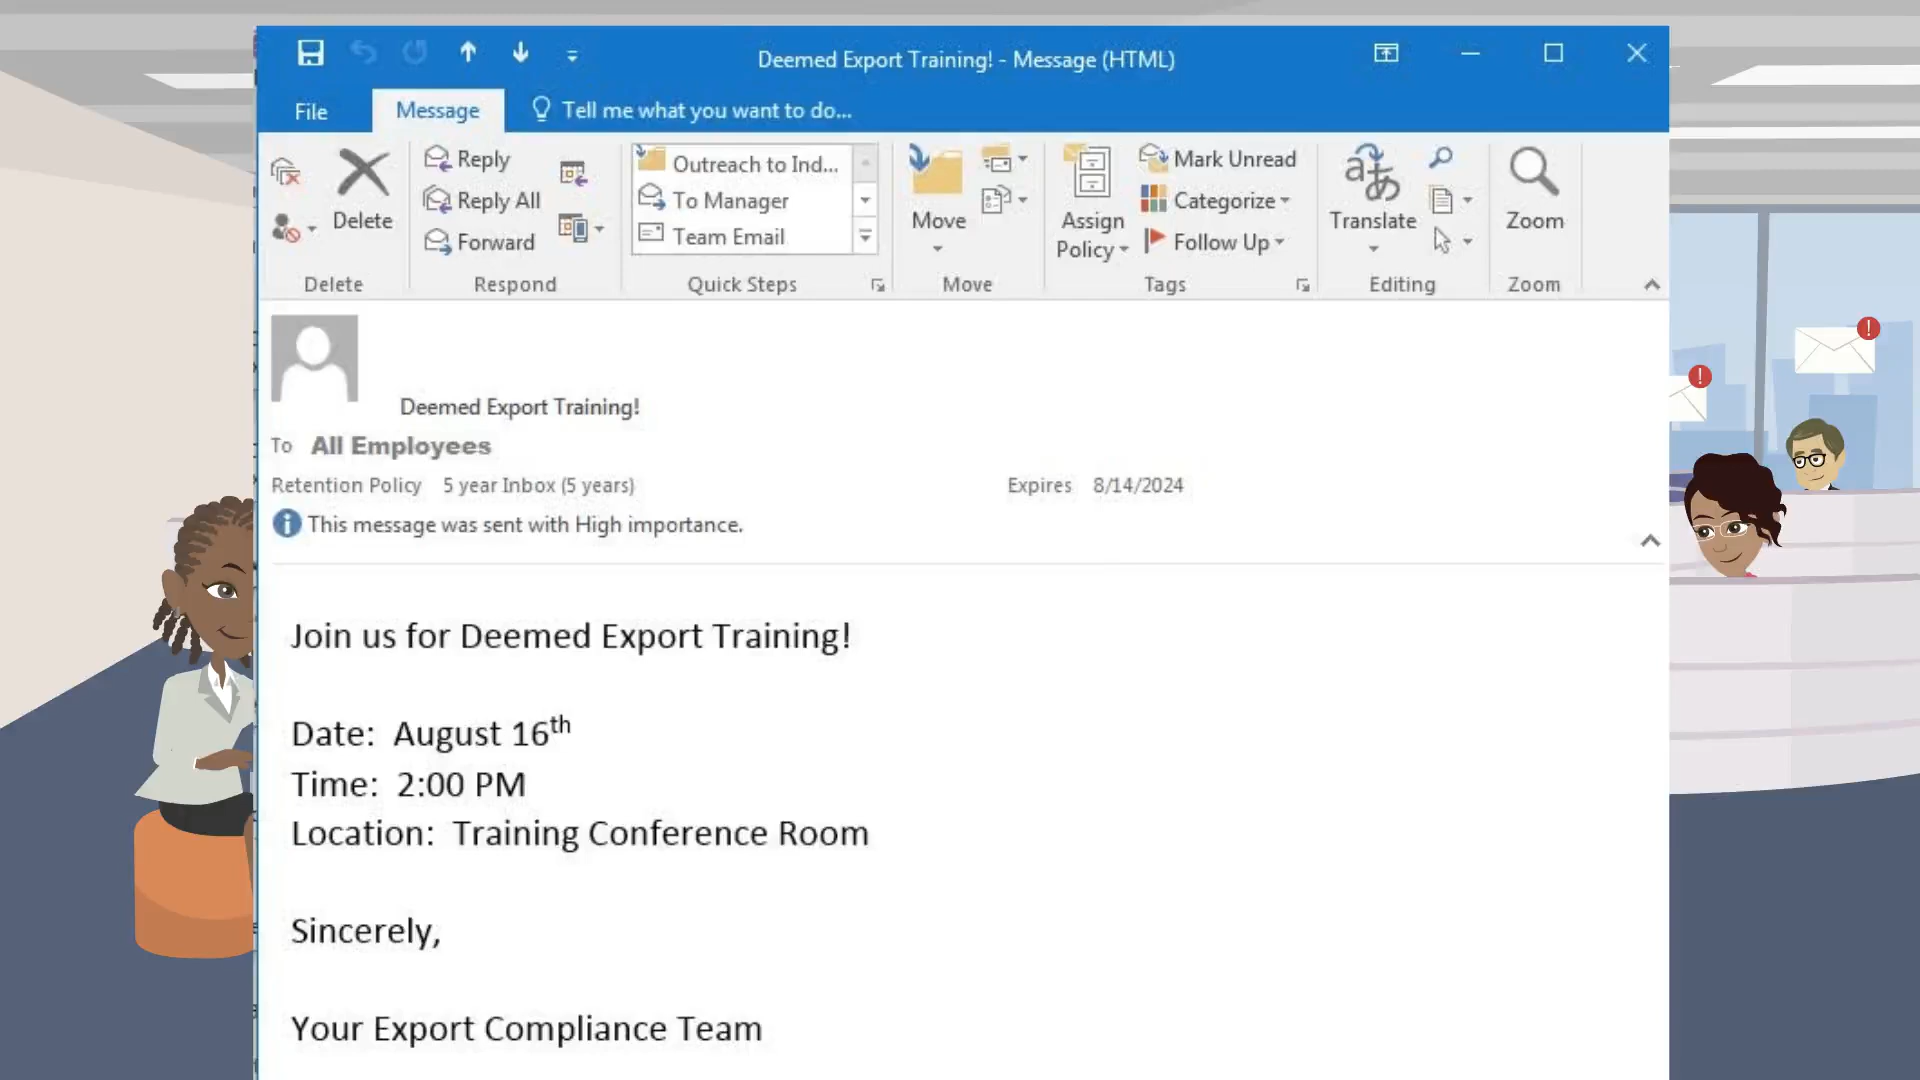 Deemed Export Training! - Message (HTML)
File
Message
Tell me what you want to do...
Delete
Reply
Reply All
Forward
Outreach to Ind...
To Manager
Team Email
Move
Assign Policy
Mark Unread
Categorize
Follow Up
Translate
Zoom
Delete
Respond
Quick Steps
Move
Tags
Editing
Zoom
Deemed Export Training!
To All Employees
Retention Policy 5 year Inbox (5 years) Expires 8/14/2024
This message was sent with High importance.
Join us for Deemed Export Training!
Date: August 16th
Time: 2:00 PM
Location: Training Conference Room
Sincerely,
Your Export Compliance Team